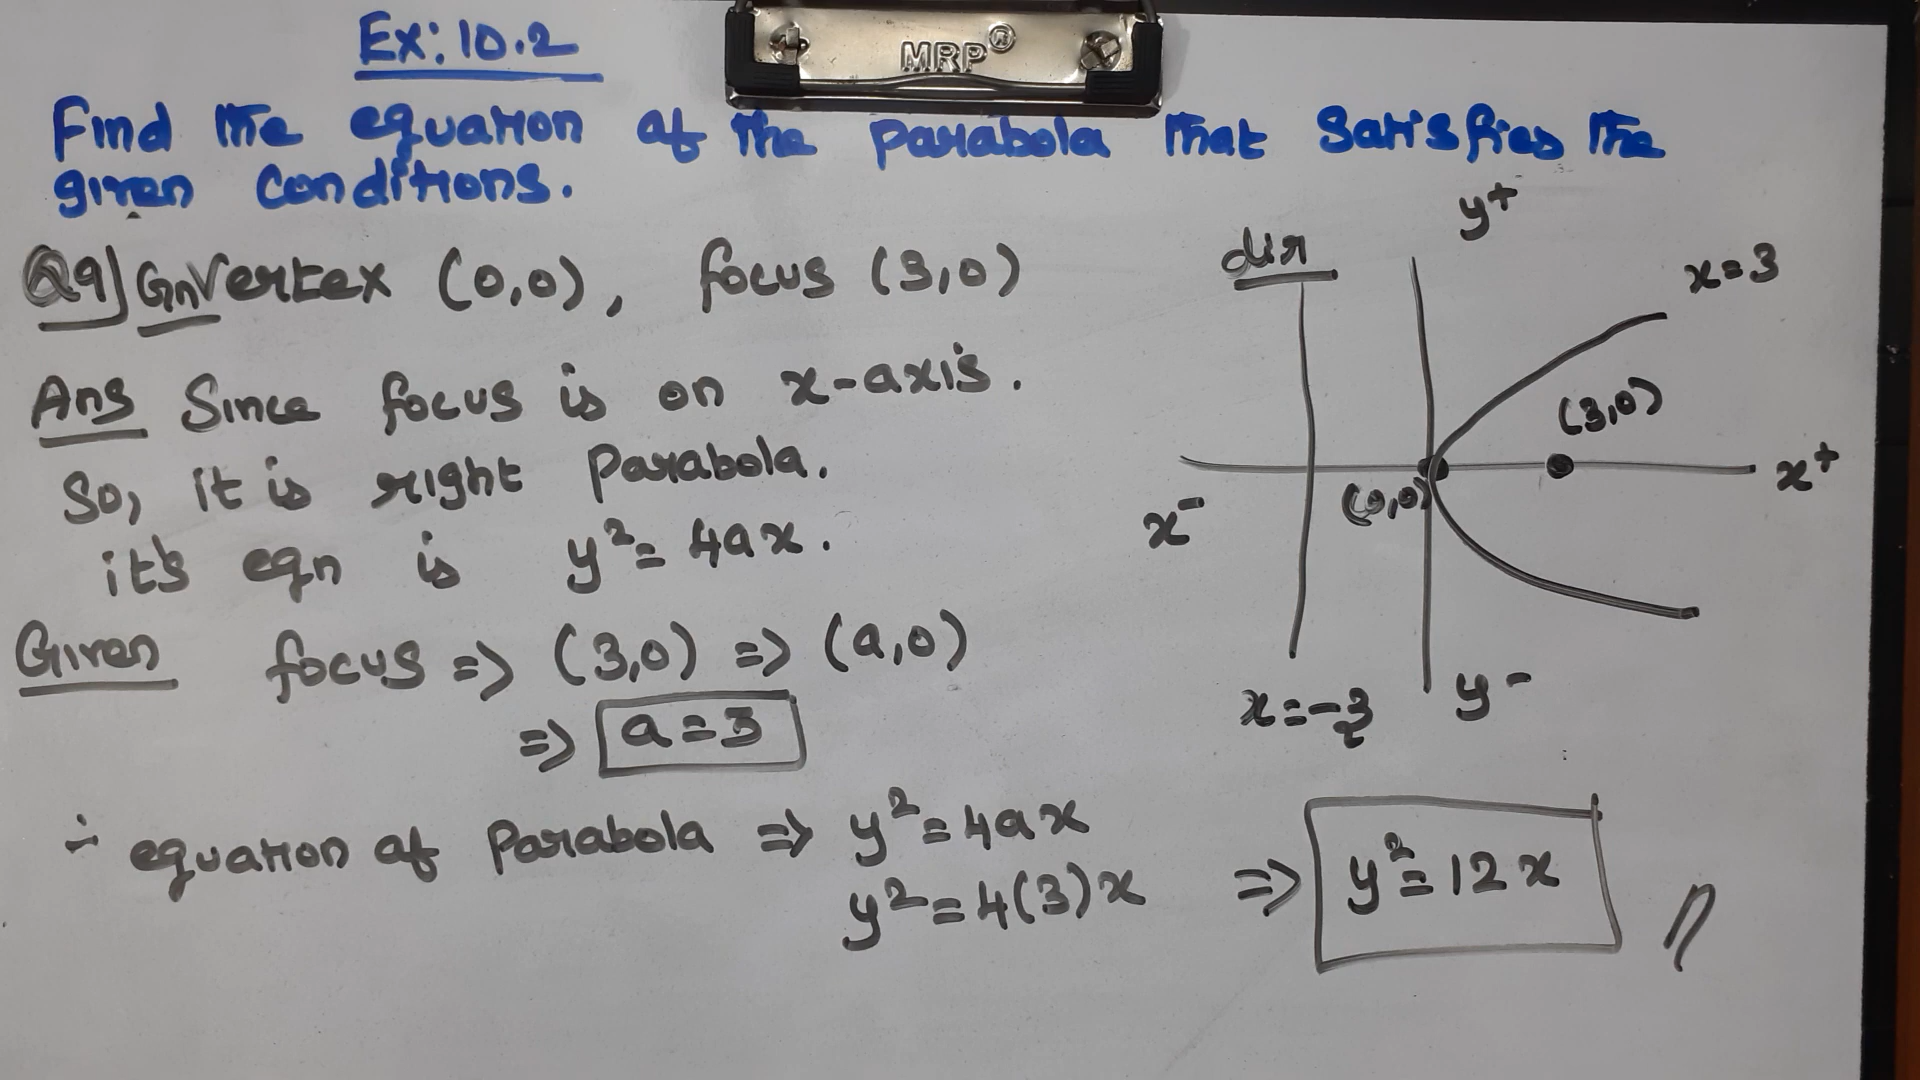 MRP®
Ex: 10.2
Find the equation of the parabola that satisfies the
given conditions.
Q9) Gn Vertex (0,0), focus (3,0)
Ans Since focus is on x-axis.
So, it is right Parabola.
it's eqn is y² = 4ax.
Given focus => (3,0) => (a,0)
=> a=3
∴ equation of Parabola => y² = 4ax
y² = 4(3)x => y² = 12x
dir
y+
x=3
(3,0)
x+
(0,0)
x-
x=-3
y-